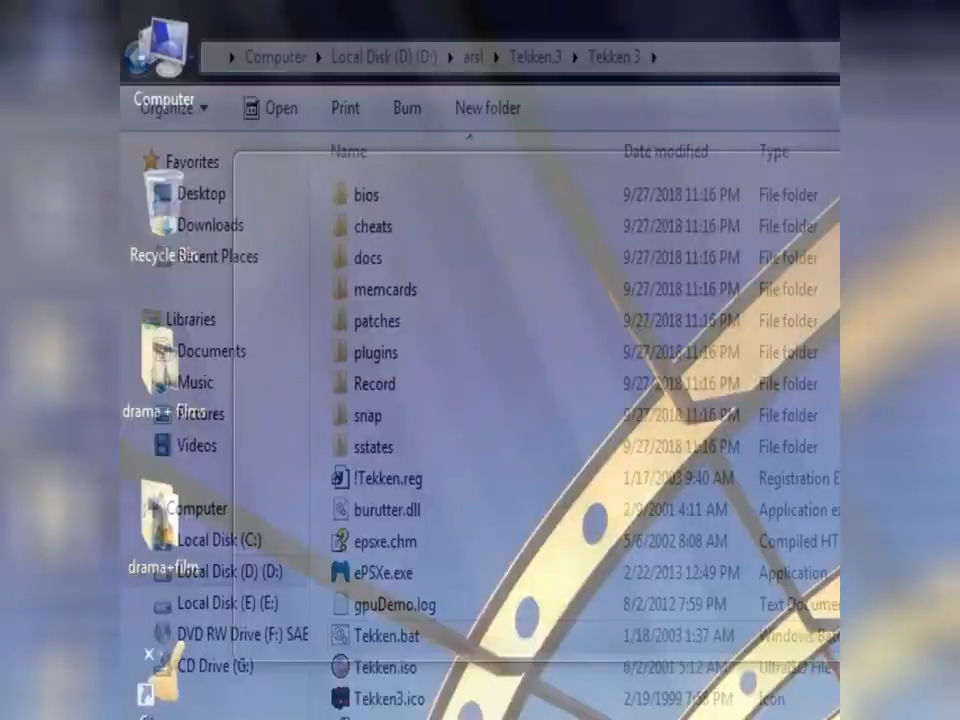 Computer Local Disk (D) (D:) arsl Tekken.3 Tekken 3
Computer
Organize Open Print Burn New folder
Name Date modified Type
Favorites
Desktop bios 9/27/2018 11:16 PM File folder
Downloads cheats 9/27/2018 11:16 PM File folder
Recycle Bin Recent Places docs 9/27/2018 11:16 PM File folder
memcards 9/27/2018 11:16 PM File folder
Libraries patches 9/27/2018 11:16 PM File folder
Documents plugins 9/27/2018 11:16 PM File folder
Music Record 9/27/2018 11:16 PM File folder
drama + films Pictures snap 9/27/2018 11:16 PM File folder
Videos sstates 9/27/2018 11:16 PM File folder
!Tekken.reg 1/17/2003 9:40 AM Registration E
Computer burutter.dll 2/9/2001 4:11 AM Application ex
Local Disk (C:) epsxe.chm 5/6/2002 8:08 AM Compiled HT
drama+film Local Disk (D) (D:) ePSXe.exe 2/22/2013 12:49 PM Application
Local Disk (E) (E:) gpuDemo.log 8/2/2012 7:59 PM Text Docume
DVD RW Drive (F:) SAE Tekken.bat 1/18/2003 1:37 AM Windows Bat
CD Drive (G:) Tekken.iso 6/2/2001 5:12 AM UltraISO File
Tekken3.ico 2/19/1999 7:58 PM Icon